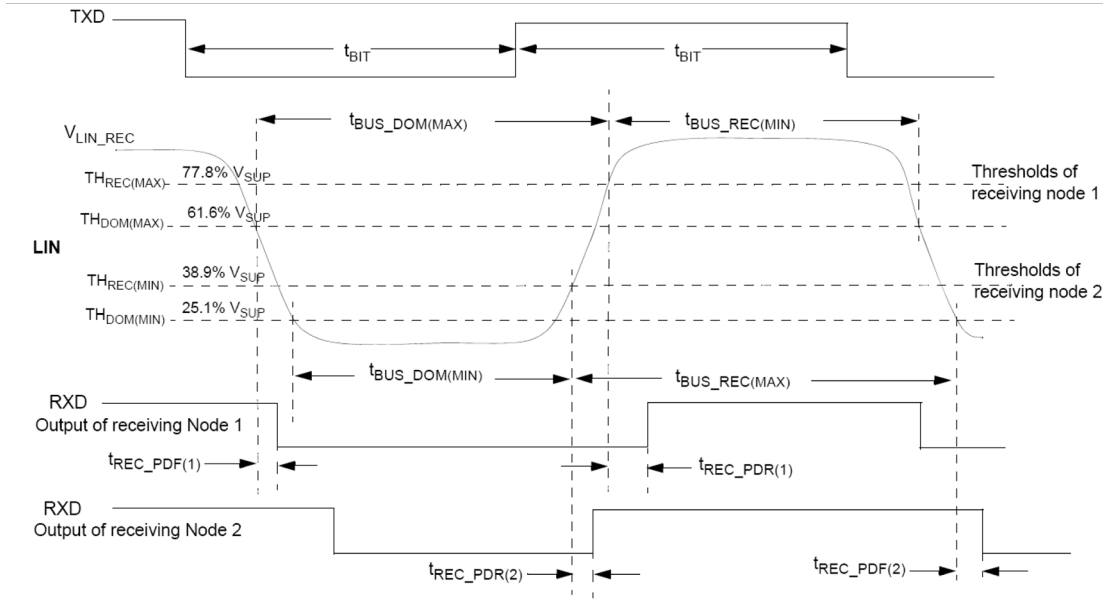 TXD
tBIT
tBIT
tBUS_DOM(MAX)
tBUS_REC(MIN)
VLIN_REC
THREC(MAX) 77.8% VSUP
Thresholds of
receiving node 1
THDOM(MAX) 61.6% VSUP
LIN
THREC(MIN) 38.9% VSUP
Thresholds of
receiving node 2
THDOM(MIN) 25.1% VSUP
tBUS_DOM(MIN)
tBUS_REC(MAX)
RXD
Output of receiving Node 1
tREC_PDF(1)
tREC_PDR(1)
RXD
Output of receiving Node 2
tREC_PDR(2)
tREC_PDF(2)